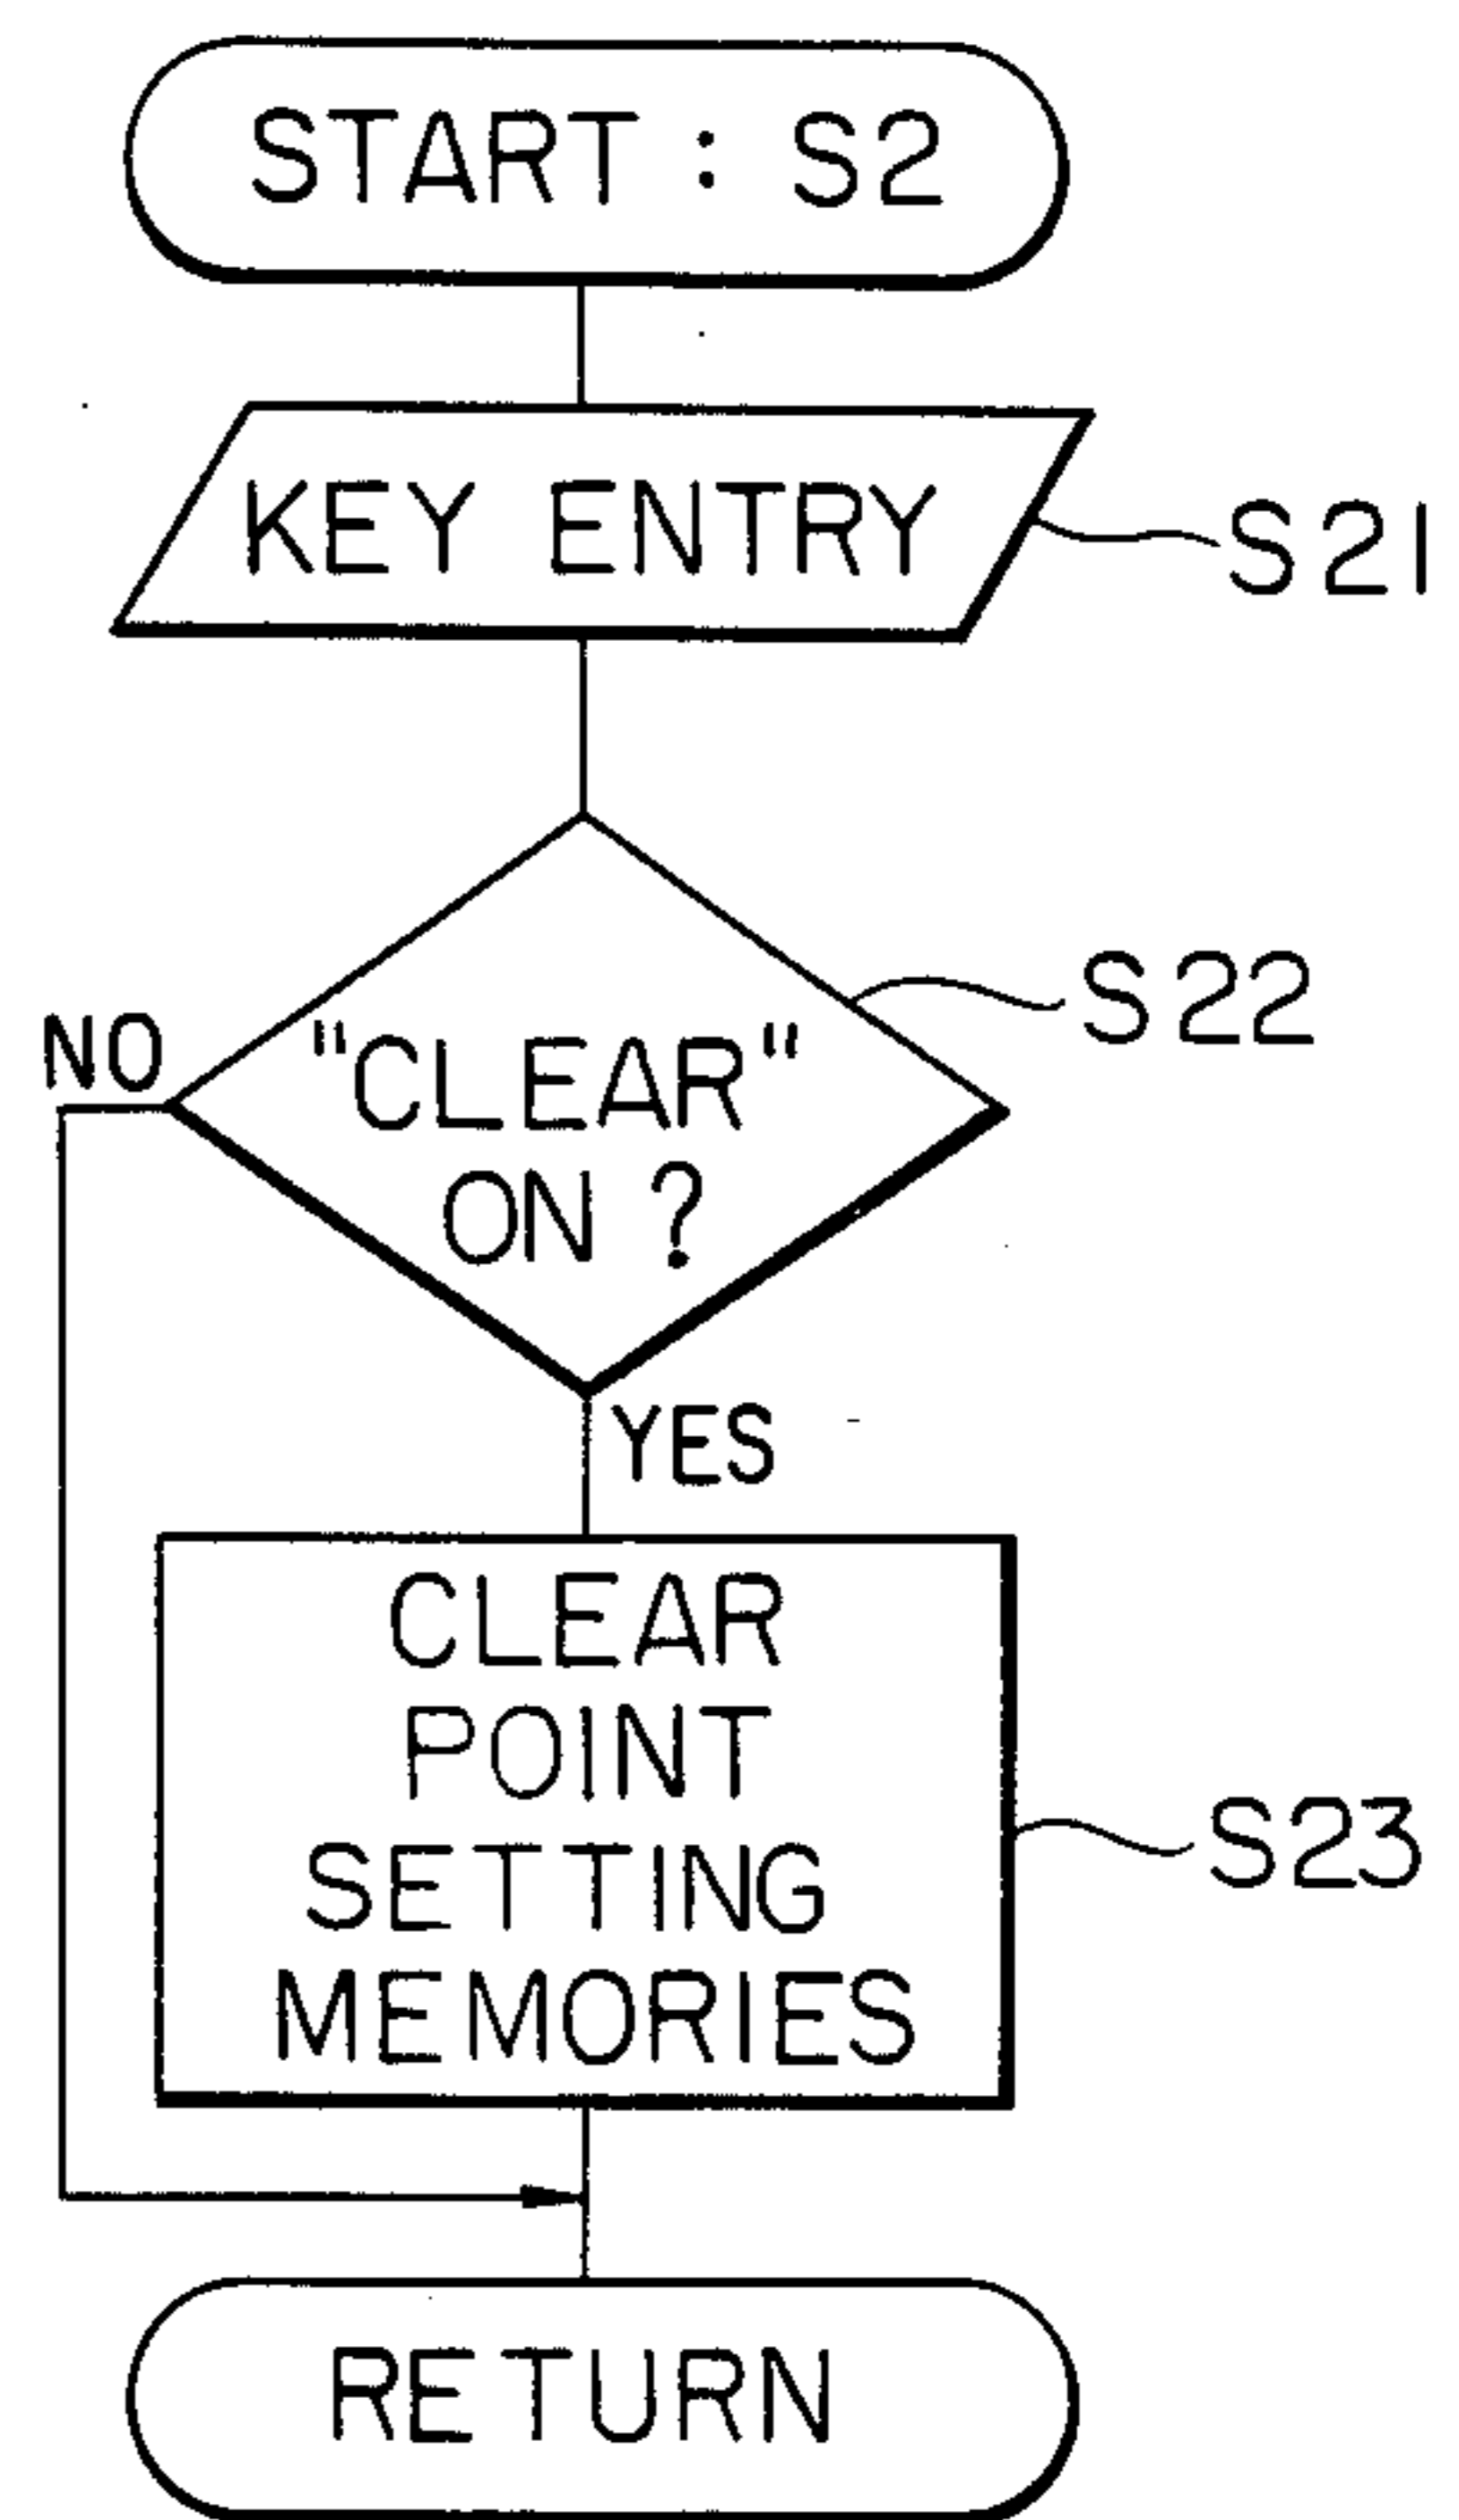 START : S2
KEY ENTRY
S21
S22
NO
"CLEAR"
ON ?
YES
CLEAR
POINT
SETTING
MEMORIES
S23
RETURN